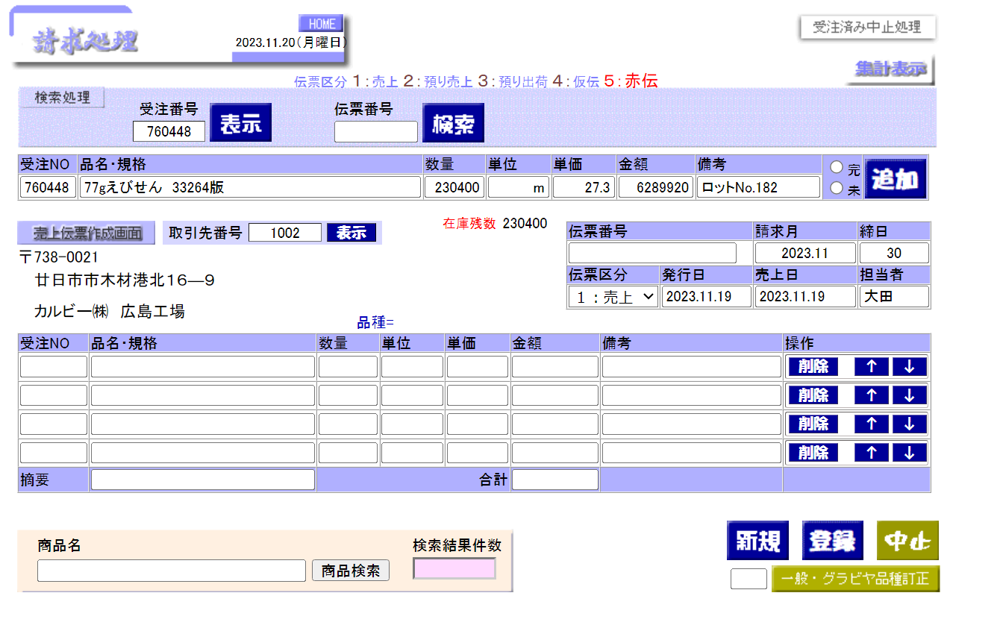 請求処理
HOME
2023.11.20(月曜日)
受注済み中止処理
集計表示
伝票区分 1:売上 2:預り売上 3:預り出荷 4:仮伝 5:赤伝
検索処理
受注番号
760448
表示
伝票番号
検索
受注NO 品名・規格 数量 単位 単価 金額 備考
760448 77gえびせん 33264版 230400 m 27.3 6289920 ロットNo.182
完
未
追加
売上伝票作成画面
取引先番号 1002 表示
在庫残数 230400
〒738-0021
廿日市市木材港北16―9
カルビー㈱ 広島工場
伝票番号 請求月 締日
2023.11 30
伝票区分 発行日 売上日 担当者
1:売上 2023.11.19 2023.11.19 大田
品種=
受注NO 品名・規格 数量 単位 単価 金額 備考 操作
削除 ↑ ↓
削除 ↑ ↓
削除 ↑ ↓
削除 ↑ ↓
摘要 合計
商品名
商品検索
検索結果件数
新規 登録 中止
一般・グラビヤ品種訂正